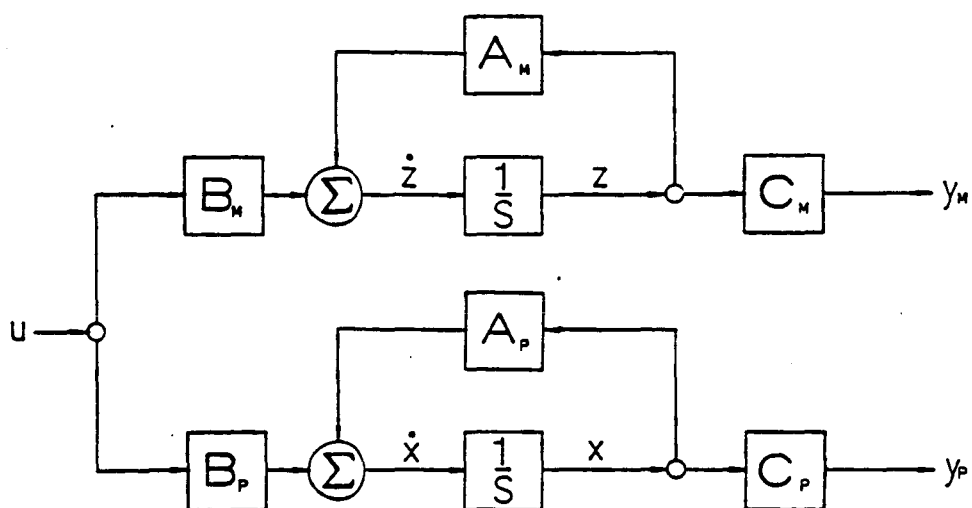 A_M
B_M Σ ż 1/S z C_M y_M
u
A_P
B_P Σ ẋ 1/S x C_P y_P